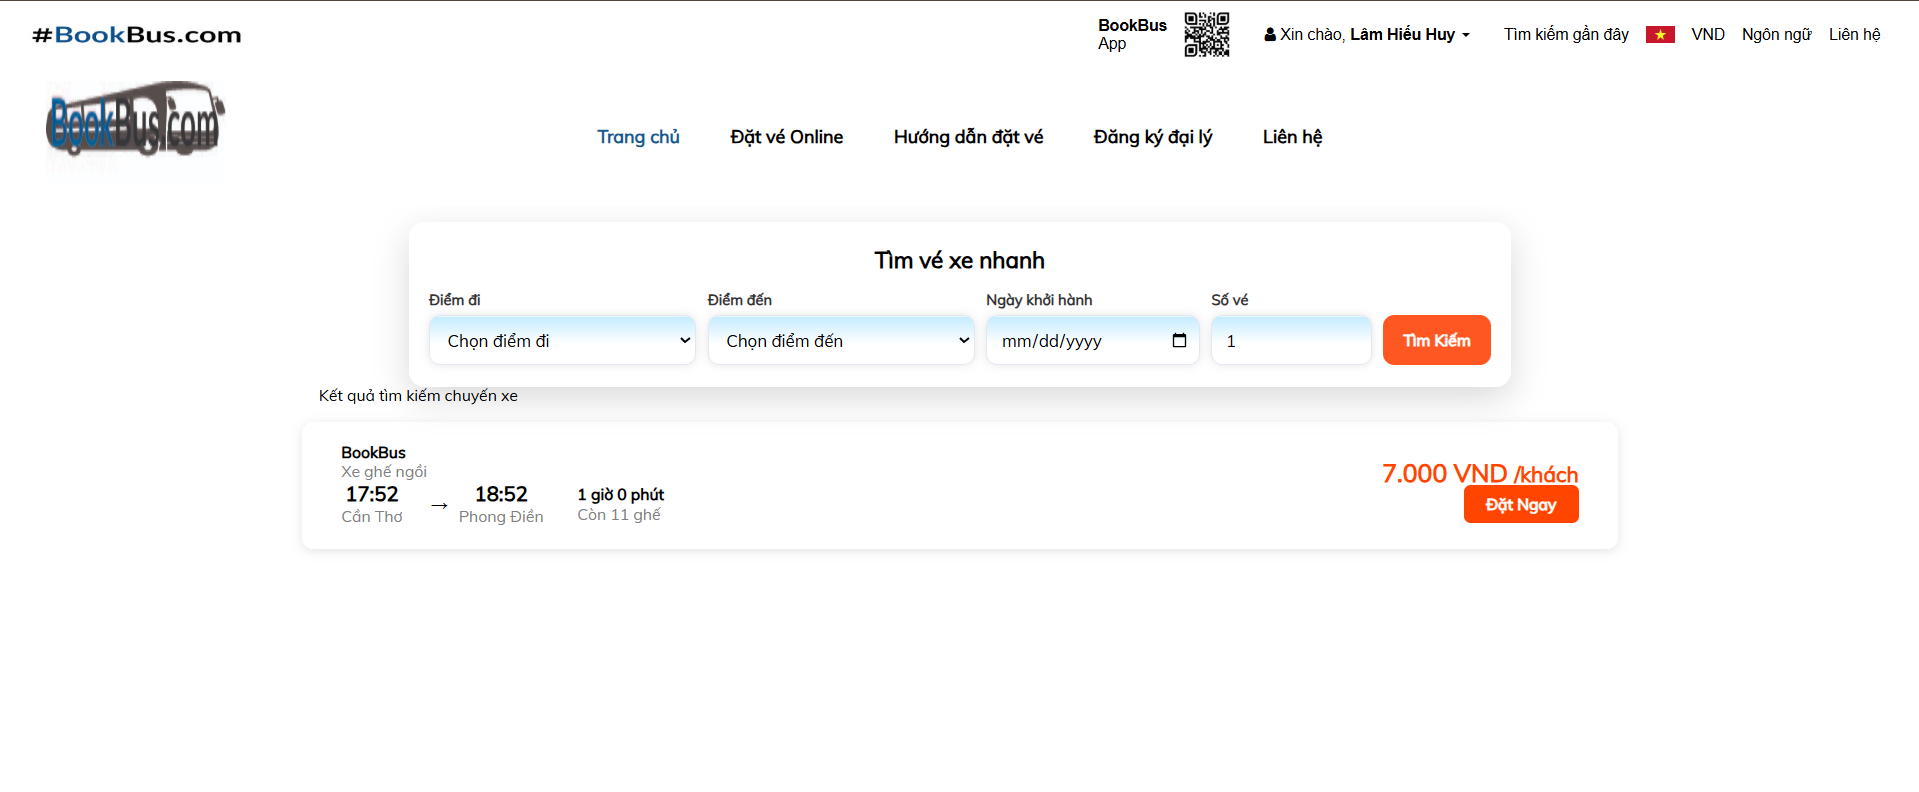 #BookBus.com
BookBus
App
Xin chào, Lâm Hiếu Huy
Tìm kiếm gần đây
VND
Ngôn ngữ
Liên hệ
BookBus.com
Trang chủ
Đặt vé Online
Hướng dẫn đặt vé
Đăng ký đại lý
Liên hệ
Tìm vé xe nhanh
Điểm đi
Điểm đến
Ngày khởi hành
Số vé
Chọn điểm đi
Chọn điểm đến
mm/dd/yyyy
1
Tìm Kiếm
Kết quả tìm kiếm chuyến xe
BookBus
Xe ghế ngồi
17:52
Cần Thơ
→
18:52
Phong Điền
1 giờ 0 phút
Còn 11 ghế
7.000 VND /khách
Đặt Ngay